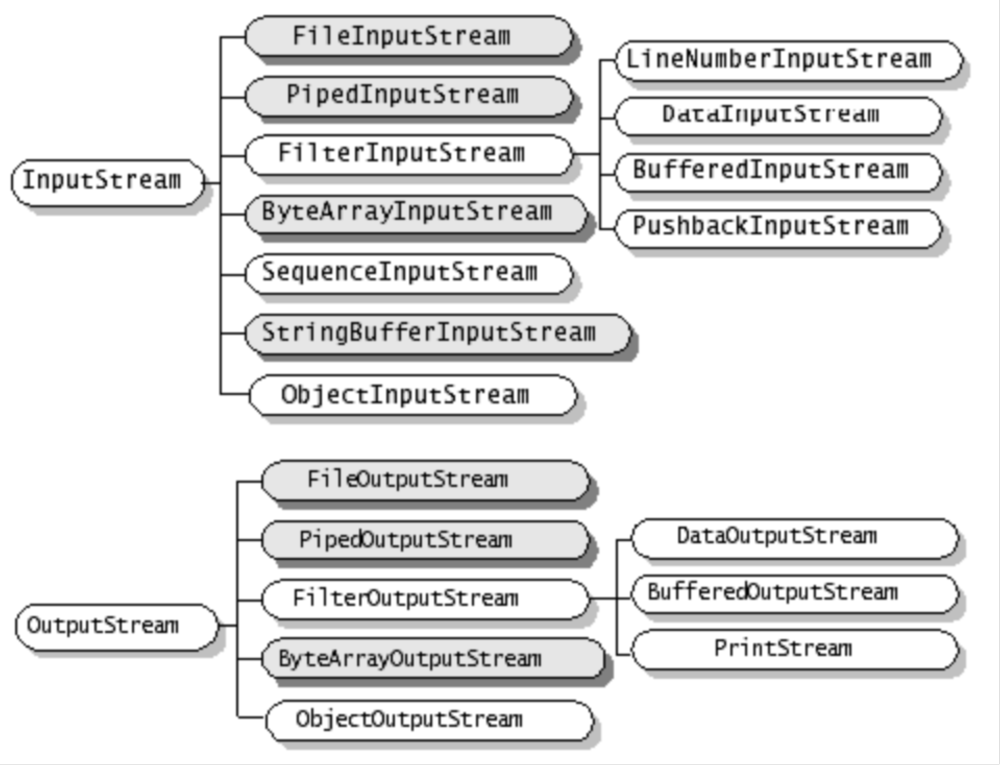 FileInputStream
LineNumberInputStream
PipedInputStream
DataInputStream
FilterInputStream
BufferedInputStream
InputStream
ByteArrayInputStream
PushbackInputStream
SequenceInputStream
StringBufferInputStream
ObjectInputStream
FileOutputStream
PipedOutputStream
DataOutputStream
FilterOutputStream
BufferedOutputStream
OutputStream
ByteArrayOutputStream
PrintStream
ObjectOutputStream